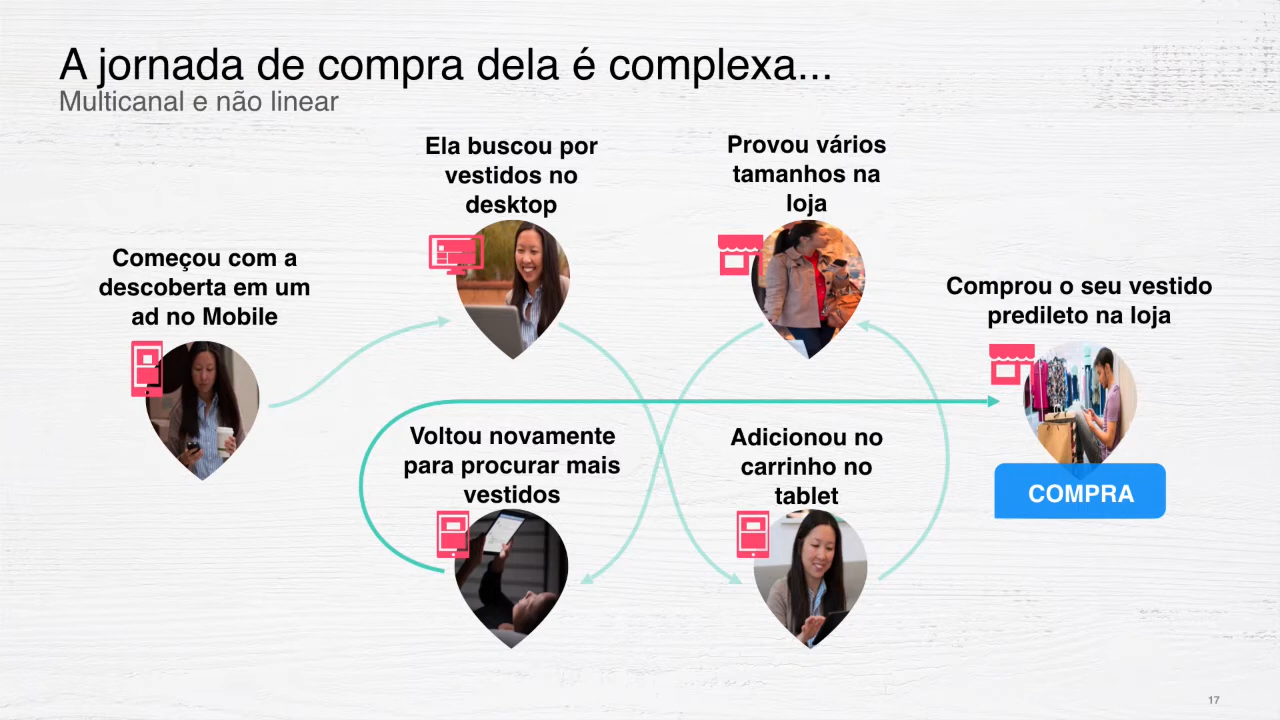 A jornada de compra dela é complexa...
Multicanal e não linear
Começou com a
descoberta em um
ad no Mobile
Ela buscou por
vestidos no
desktop
Provou vários
tamanhos na
loja
Comprou o seu vestido
predileto na loja
COMPRA
Voltou novamente
para procurar mais
vestidos
Adicionou no
carrinho no
tablet
17